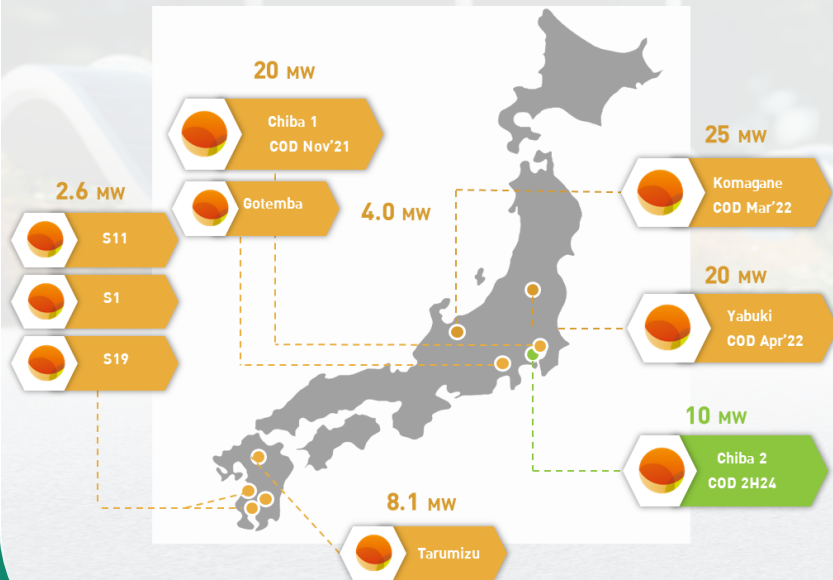 20 MW
Chiba 1
COD Nov'21
Gotemba
4.0 MW
2.6 MW
S11
S1
S19
25 MW
Komagane
COD Mar'22
20 MW
Yabuki
COD Apr'22
10 MW
Chiba 2
COD 2H24
8.1 MW
Tarumizu